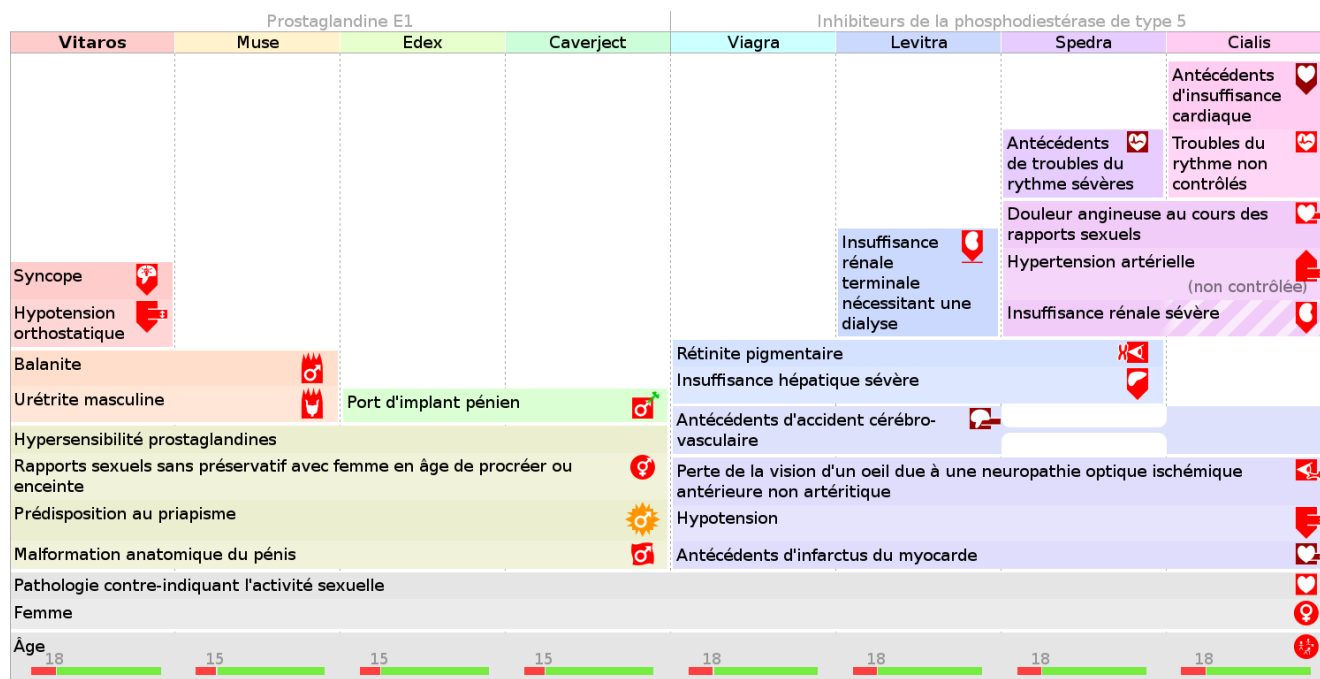 Prostaglandine E1
Inhibiteurs de la phosphodiestérase de type 5
Vitaros
Muse
Edex
Caverject
Viagra
Levitra
Spedra
Cialis
Antécédents
d'insuffisance
cardiaque
Antécédents
de troubles du
rythme sévères
Troubles du
rythme non
contrôlés
Douleur angineuse au cours des
rapports sexuels
Insuffisance
rénale
terminale
nécessitant une
dialyse
Hypertension artérielle
(non contrôlée)
Insuffisance rénale sévère
Syncope
Hypotension
orthostatique
Balanite
Urétrite masculine
Port d'implant pénien
Rétinite pigmentaire
Insuffisance hépatique sévère
Antécédents d'accident cérébro-
vasculaire
Hypersensibilité prostaglandines
Rapports sexuels sans préservatif avec femme en âge de procréer ou
enceinte
Prédisposition au priapisme
Malformation anatomique du pénis
Perte de la vision d'un oeil due à une neuropathie optique ischémique
antérieure non artéritique
Hypotension
Antécédents d'infarctus du myocarde
Pathologie contre-indiquant l'activité sexuelle
Femme
Âge
18
15
15
15
18
18
18
18